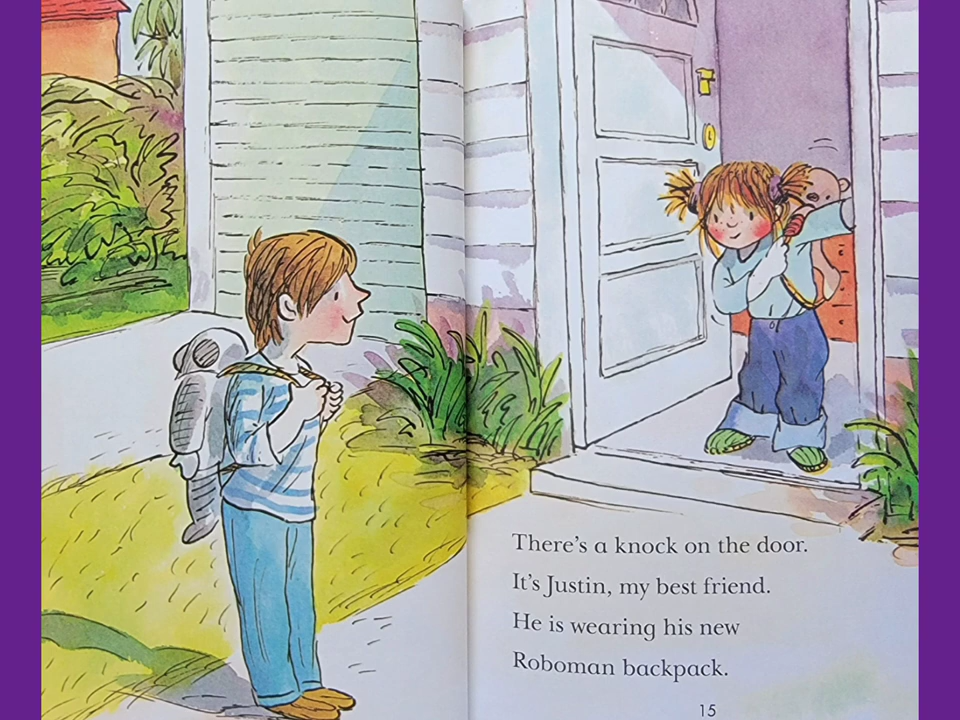 There's a knock on the door.
It's Justin, my best friend.
He is wearing his new
Roboman backpack.
15